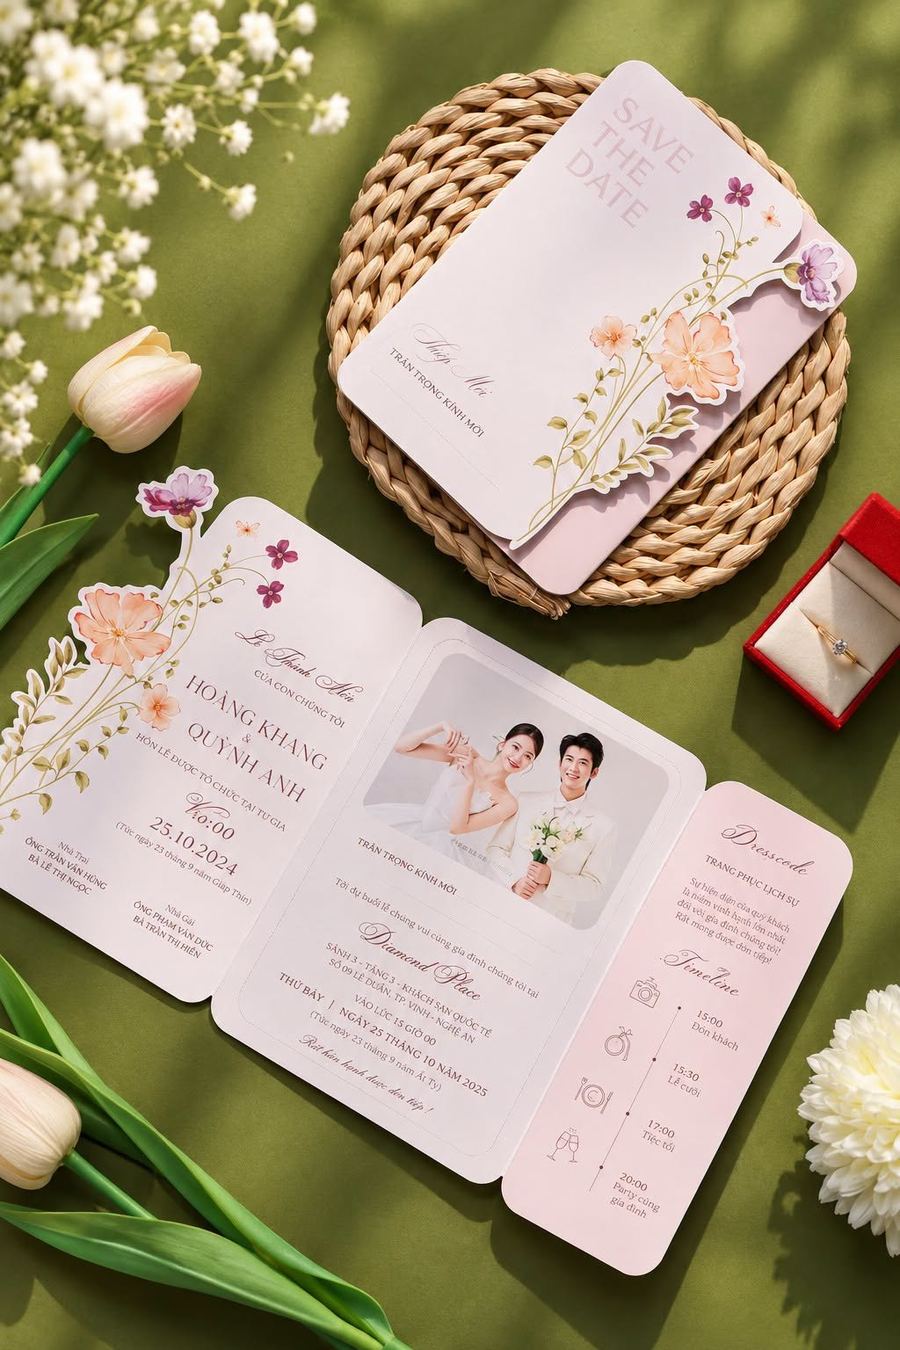 SAVE
THE
DATE
Thiệp Mời
TRÂN TRỌNG KÍNH MỜI
Lễ Thành Hôn
CỦA CON CHÚNG TÔI
HOÀNG KHANG
&
QUỲNH ANH
HÔN LỄ ĐƯỢC TỔ CHỨC TẠI TƯ GIA
25.10.2024
(Tức ngày 23 tháng 9 năm Giáp Thìn)
Nhà Trai
ÔNG TRẦN VĂN HÙNG
BÀ LÊ THỊ NGỌC
Nhà Gái
ÔNG PHẠM VĂN ĐỨC
BÀ TRẦN THỊ HIỀN
TRÂN TRỌNG KÍNH MỜI
Tới dự buổi lễ chúng vui cùng gia đình chúng tôi tại
Diamond Place
SẢNH 3 - TẦNG 3 - KHÁCH SẠN QUỐC TẾ
SỐ 09 LÊ DUẨN, TP. VINH - NGHỆ AN
VÀO LÚC 15 GIỜ 00
THỨ BẢY | NGÀY 25 THÁNG 10 NĂM 2025
(Tức ngày 23 tháng 9 năm Ất Tỵ)
Rất hân hạnh được đón tiếp!
Dresscode
TRANG PHỤC LỊCH SỰ
Sự hiện diện của quý khách
là niềm vinh hạnh lớn nhất
đối với gia đình chúng tôi!
Rất mong được đón tiếp!
Timeline
15:00
Đón khách
15:30
Lễ cưới
17:00
Tiệc tối
20:00
Party cùng
gia đình